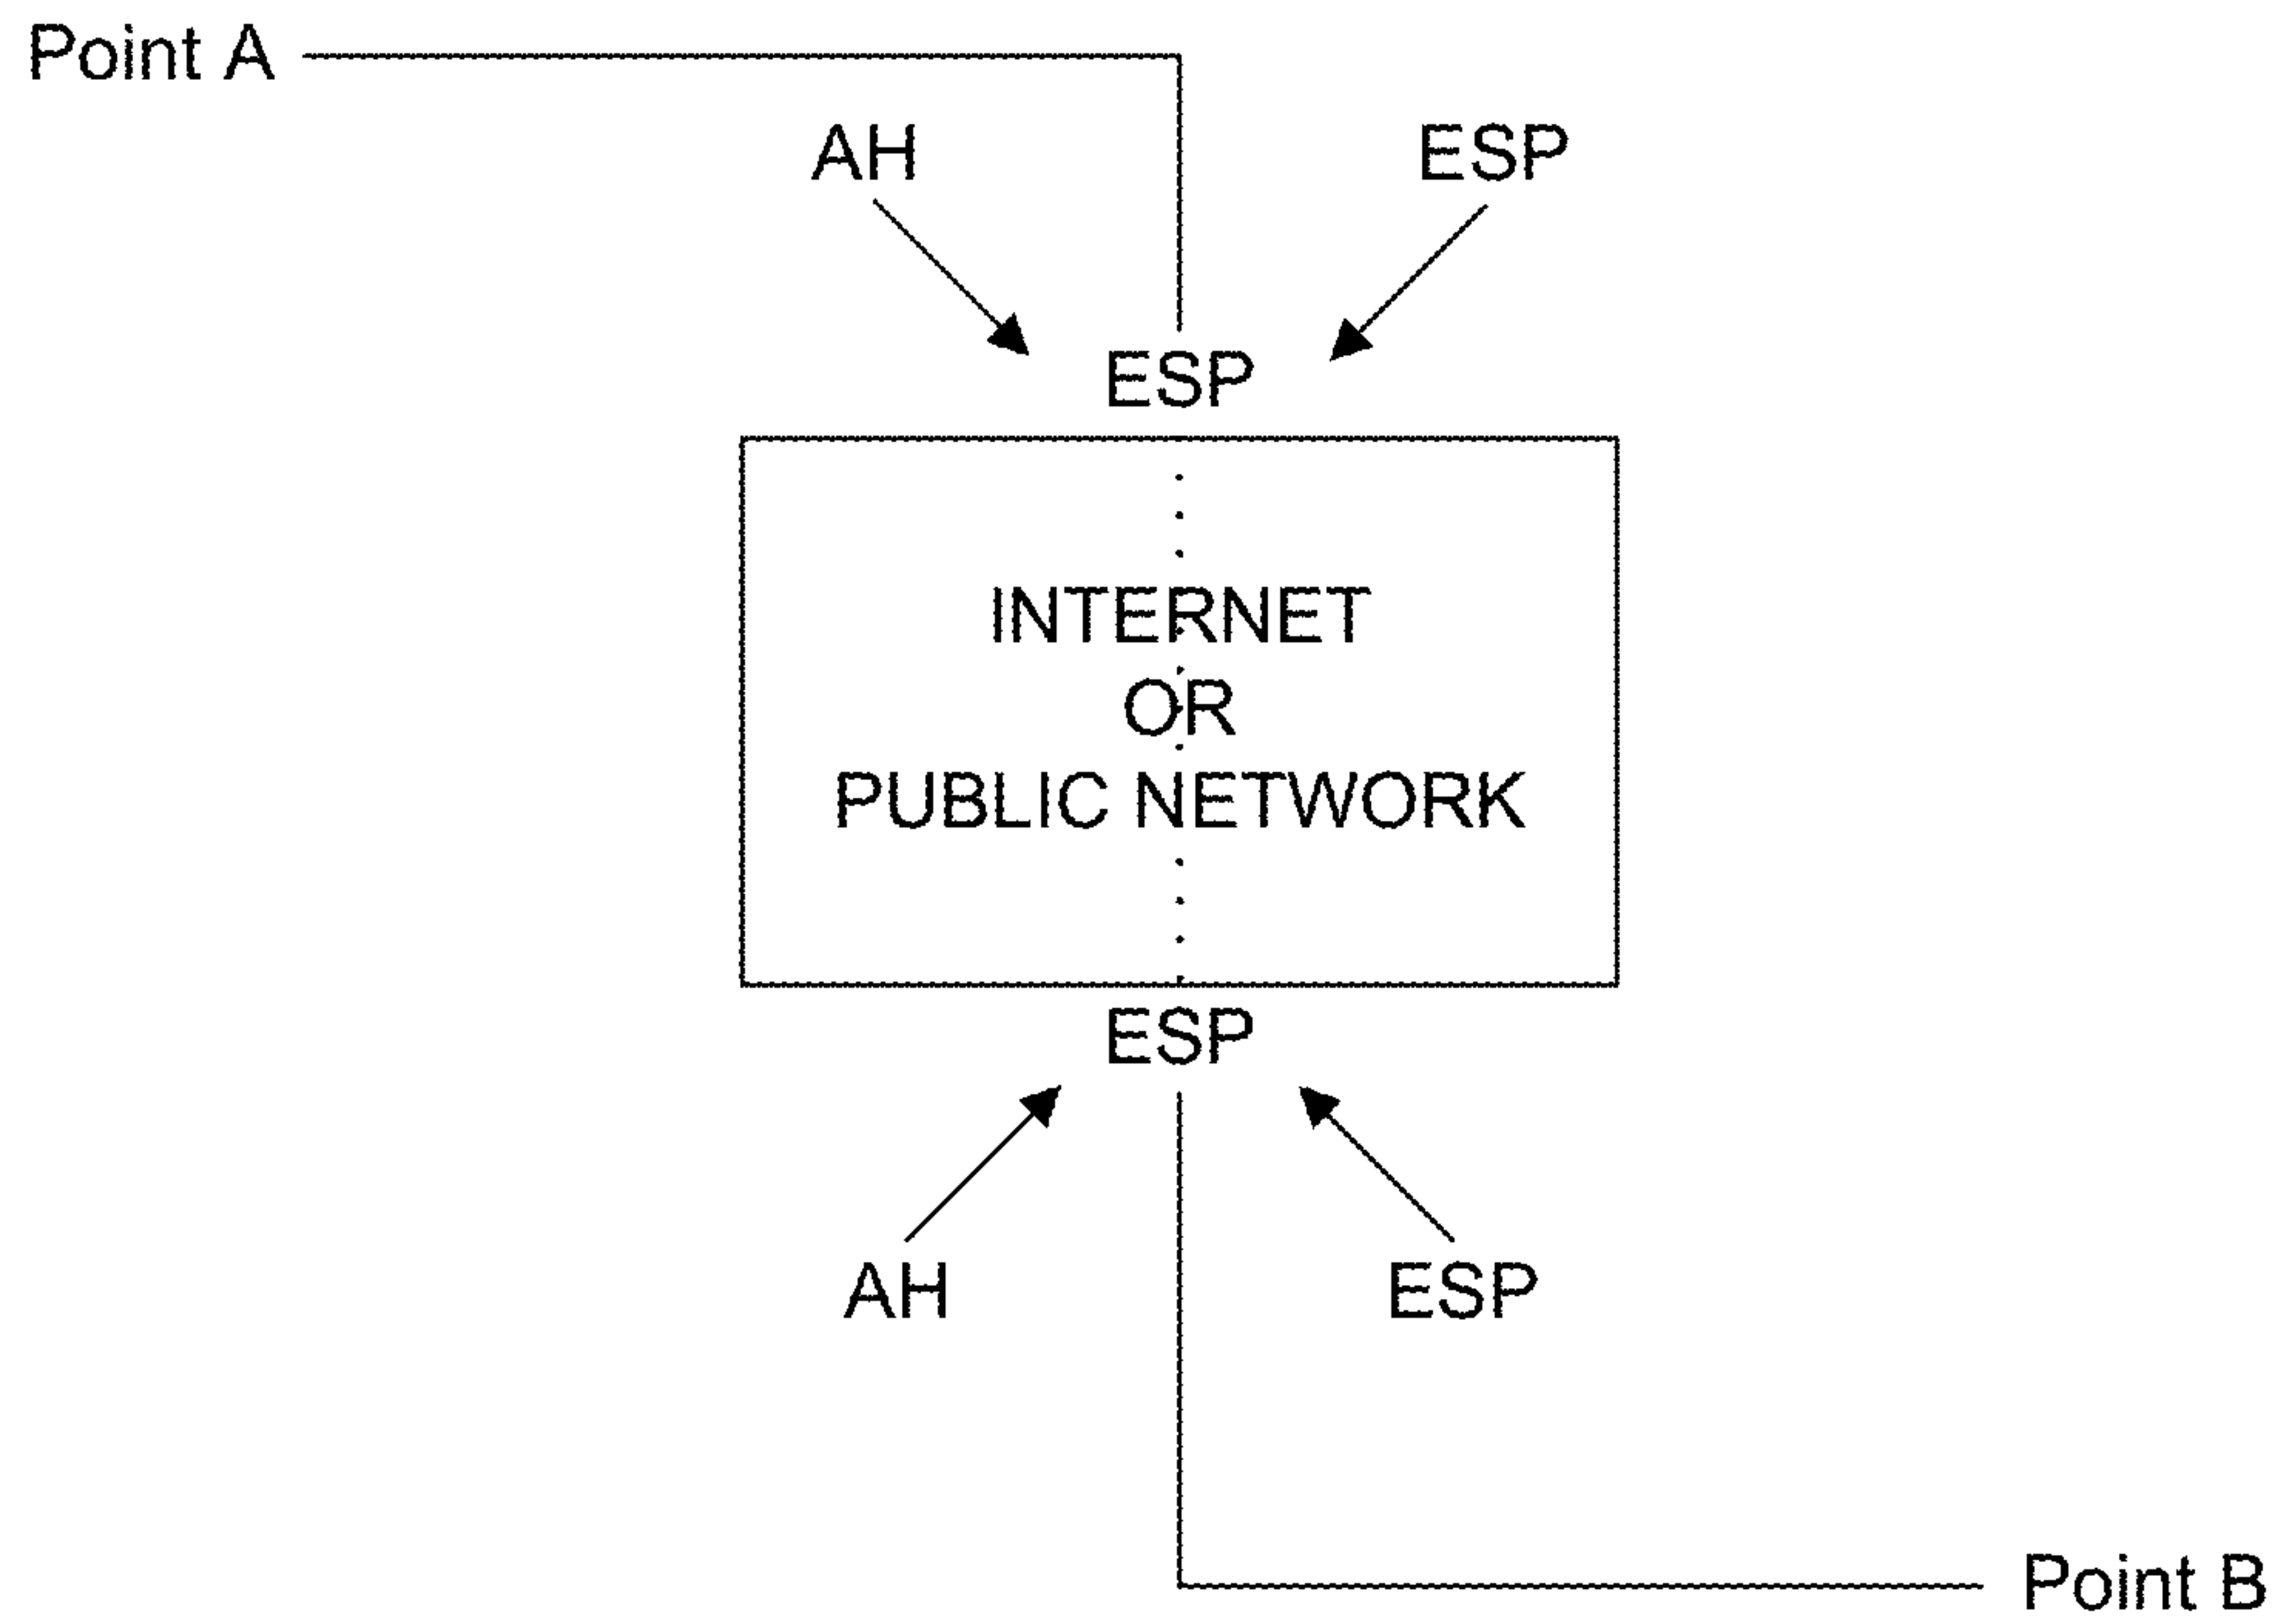 Point A
AH
ESP
ESP
INTERNET
OR
PUBLIC NETWORK
ESP
AH
ESP
Point B